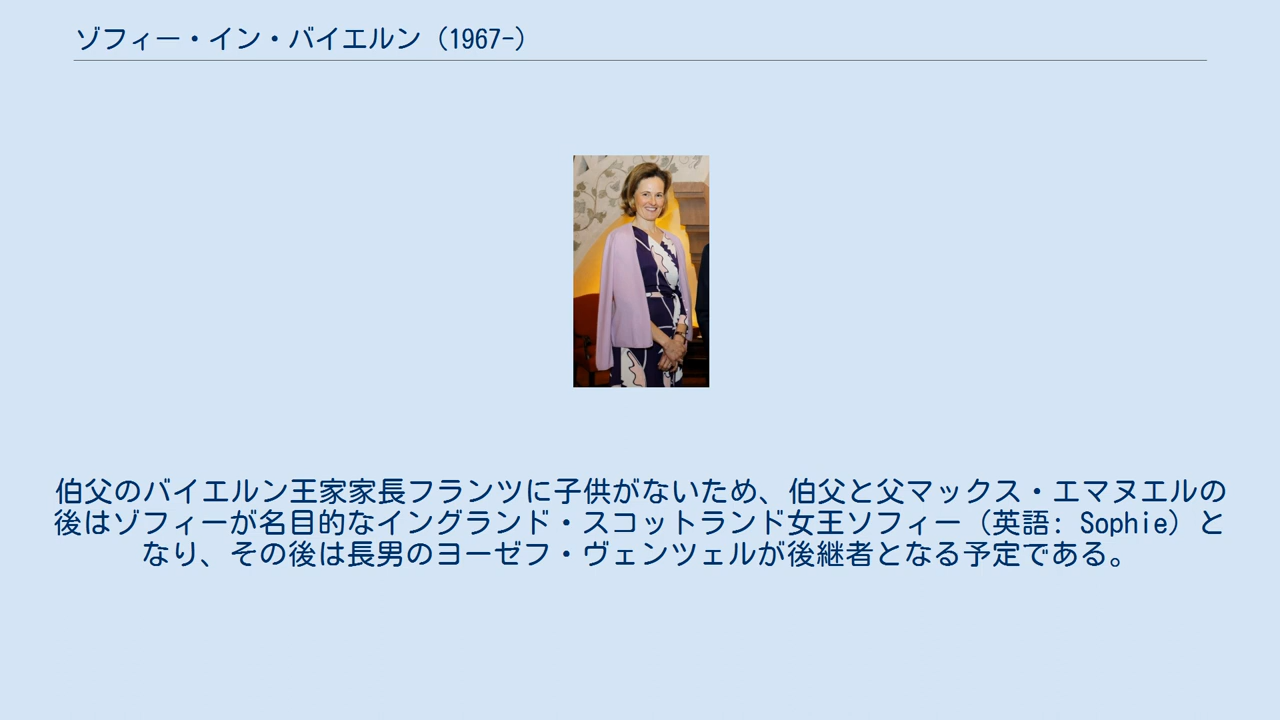 ゾフィー・イン・バイエルン（1967-）
伯父のバイエルン王家家長フランツに子供がないため、伯父と父マックス・エマヌエルの
後はゾフィーが名目的なイングランド・スコットランド女王ソフィー（英語: Sophie）と
なり、その後は長男のヨーゼフ・ヴェンツェルが後継者となる予定である。